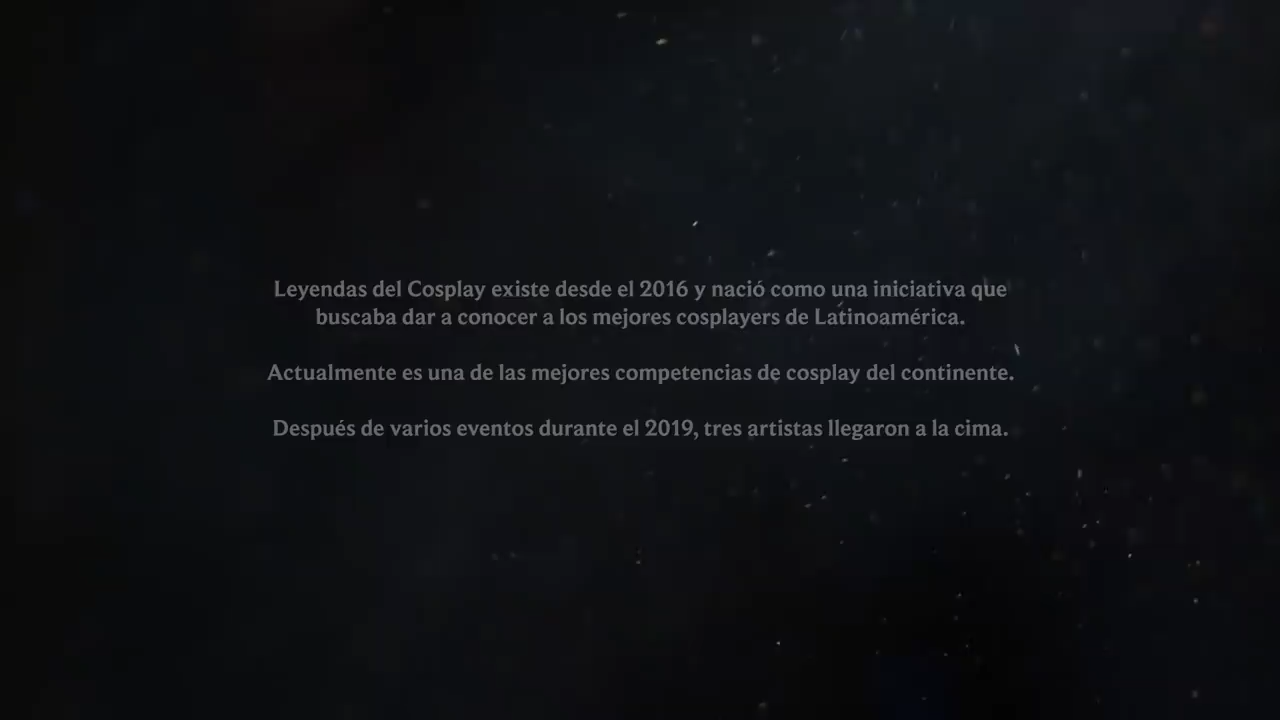 Leyendas del Cosplay existe desde el 2016 y nació como una iniciativa que
buscaba dar a conocer a los mejores cosplayers de Latinoamérica.
Actualmente es una de las mejores competencias de cosplay del continente.
Después de varios eventos durante el 2019, tres artistas llegaron a la cima.